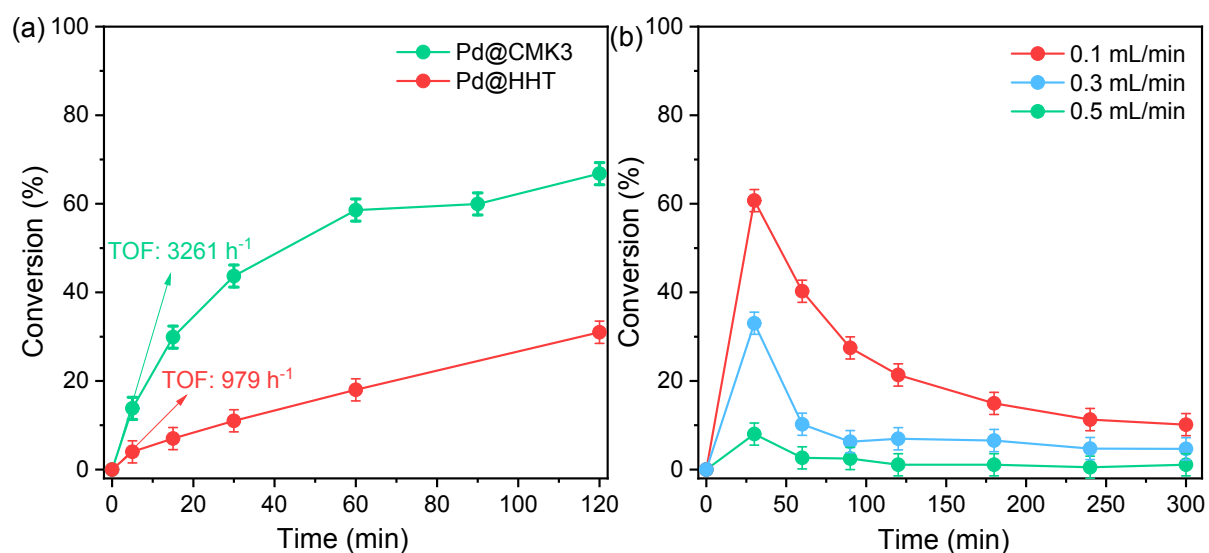 (a)
Conversion (%)
100
80
60
40
20
0
Pd@CMK3
Pd@HHT
TOF: 3261 h⁻¹
TOF: 979 h⁻¹
0 20 40 60 80 100 120
Time (min)
(b)
Conversion (%)
100
80
60
40
20
0
0.1 mL/min
0.3 mL/min
0.5 mL/min
0 50 100 150 200 250 300
Time (min)